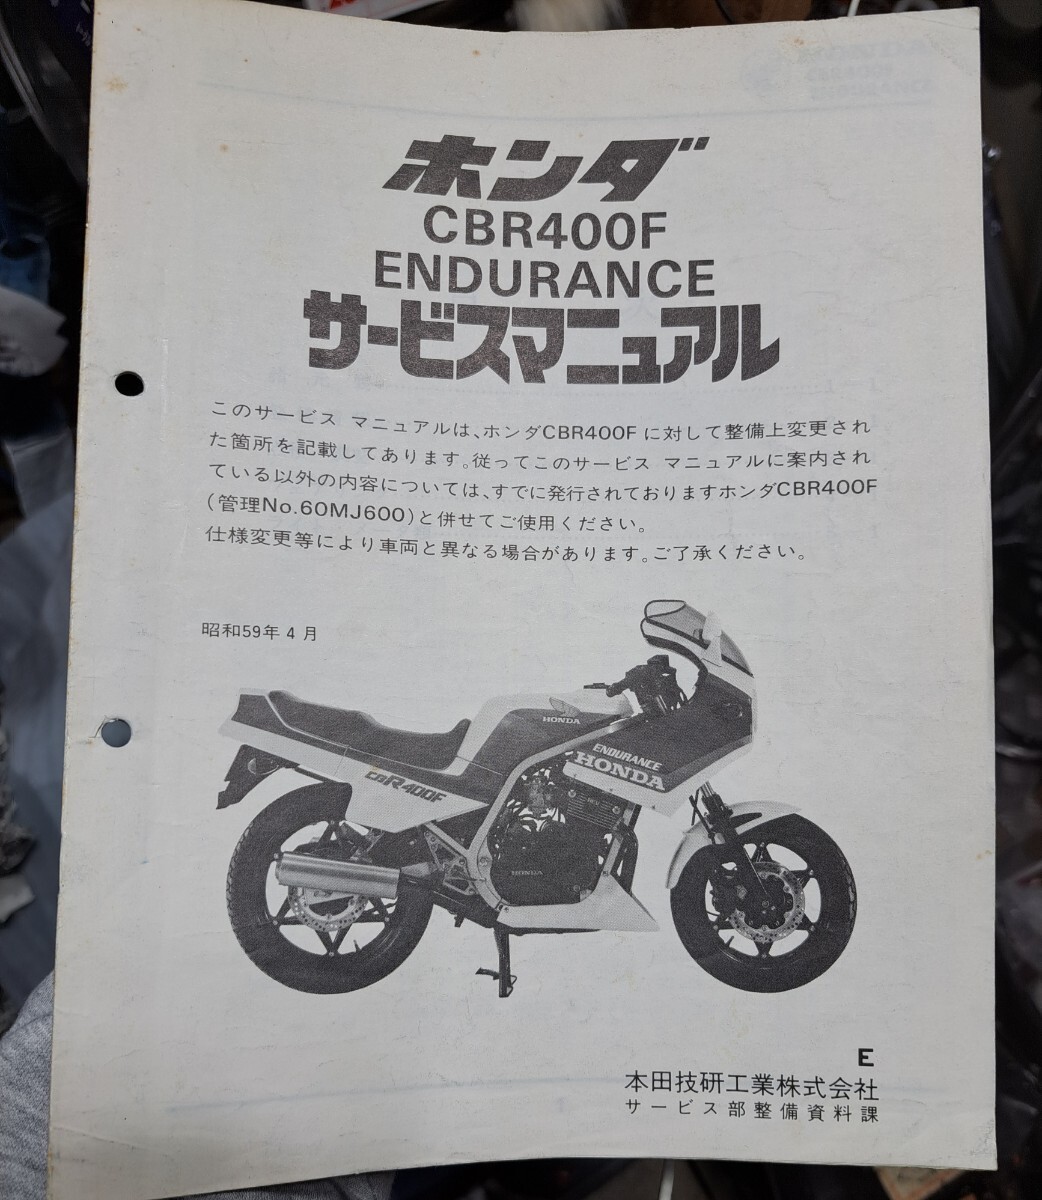 ホンダ
CBR400F
ENDURANCE
サービスマニュアル
このサービス マニュアルは、ホンダCBR400F に対して整備上変更され
た箇所を記載してあります。従ってこのサービス マニュアルに案内され
ている以外の内容については、すでに発行されておりますホンダCBR400F
(管理No.60MJ600)と併せてご使用ください。
仕様変更等により車両と異なる場合があります。ご了承ください。
昭和59年4月
HONDA
ENDURANCE
HONDA
CBR400F
HONDA
E
本田技研工業株式会社
サービス部整備資料課